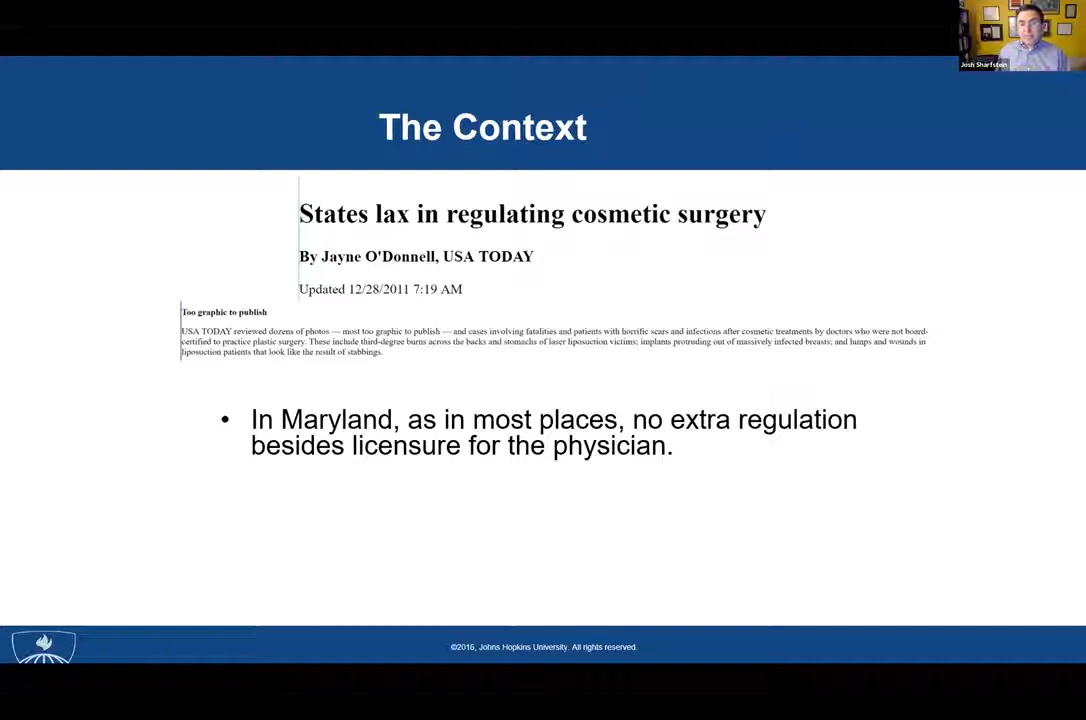 Josh Sharfstein
The Context
States lax in regulating cosmetic surgery
By Jayne O'Donnell, USA TODAY
Updated 12/28/2011 7:19 AM
Too graphic to publish
USA TODAY reviewed dozens of photos — most too graphic to publish — and cases involving fatalities and patients with horrific scars and infections after cosmetic treatments by doctors who were not board-
certified to practice plastic surgery. These include third-degree burns across the backs and stomachs of laser liposuction victims; implants protruding out of massively infected breasts; and lumps and wounds in
liposuction patients that look like the result of stabbings.
• In Maryland, as in most places, no extra regulation
besides licensure for the physician.
©2016, Johns Hopkins University. All rights reserved.